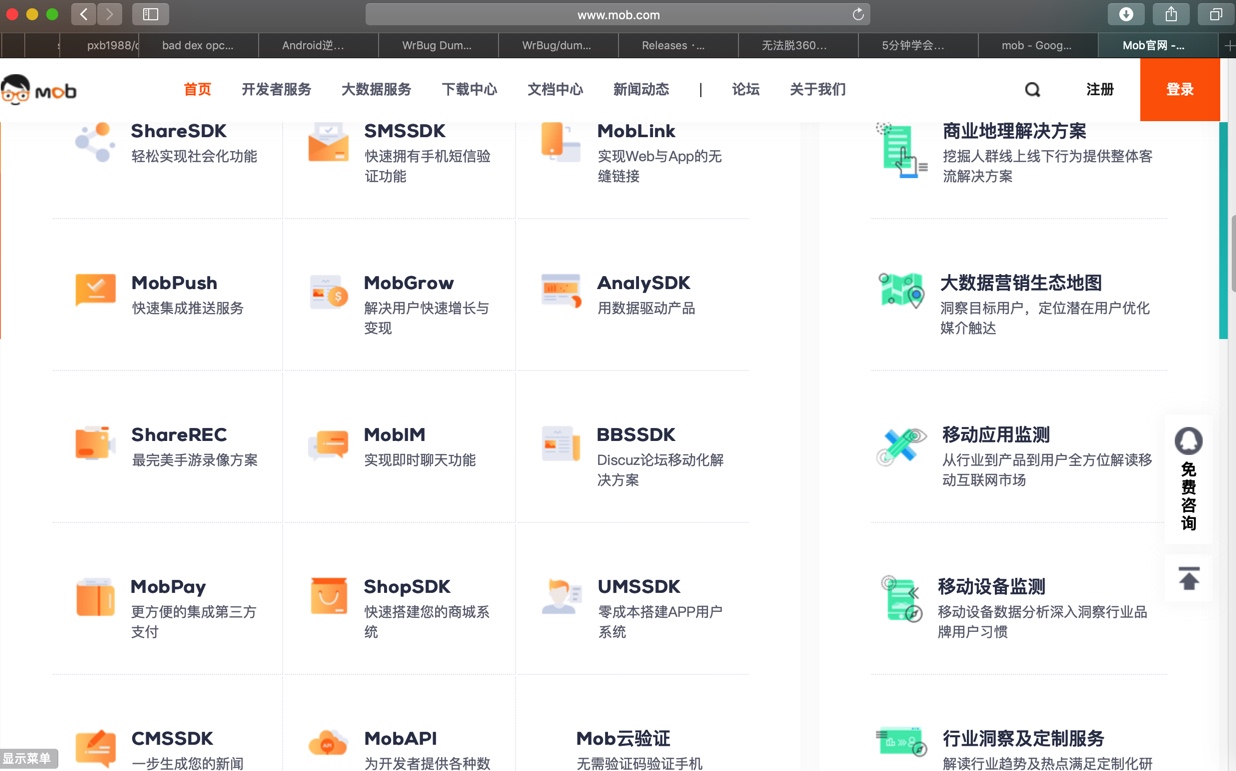 www.mob.com
pxb1988/d
bad dex opc...
Android逆...
WrBug Dum...
WrBug/dum...
Releases · ...
无法脱360...
5分钟学会...
mob - Goog...
Mob官网 -...
mob
首页
开发者服务
大数据服务
下载中心
文档中心
新闻动态
|
论坛
关于我们
注册
登录
ShareSDK
轻松实现社会化功能
SMSSDK
快速拥有手机短信验
证功能
MobLink
实现Web与App的无
缝链接
商业地理解决方案
挖掘人群线上线下行为提供整体客
流解决方案
MobPush
快速集成推送服务
MobGrow
解决用户快速增长与
变现
AnalySDK
用数据驱动产品
大数据营销生态地图
洞察目标用户，定位潜在用户优化
媒介触达
ShareREC
最完美手游录像方案
MobIM
实现即时聊天功能
BBSSDK
Discuz论坛移动化解
决方案
移动应用监测
从行业到产品到用户全方位解读移
动互联网市场
免费咨询
MobPay
更方便的集成第三方
支付
ShopSDK
快速搭建您的商城系
统
UMSSDK
零成本搭建APP用户
系统
移动设备监测
移动设备数据分析深入洞察行业品
牌用户习惯
CMSSDK
一步生成您的新闻
MobAPI
为开发者提供各种数
Mob云验证
无需验证码验证手机
行业洞察及定制服务
解读行业趋势及热点满足定制化研
显示菜单